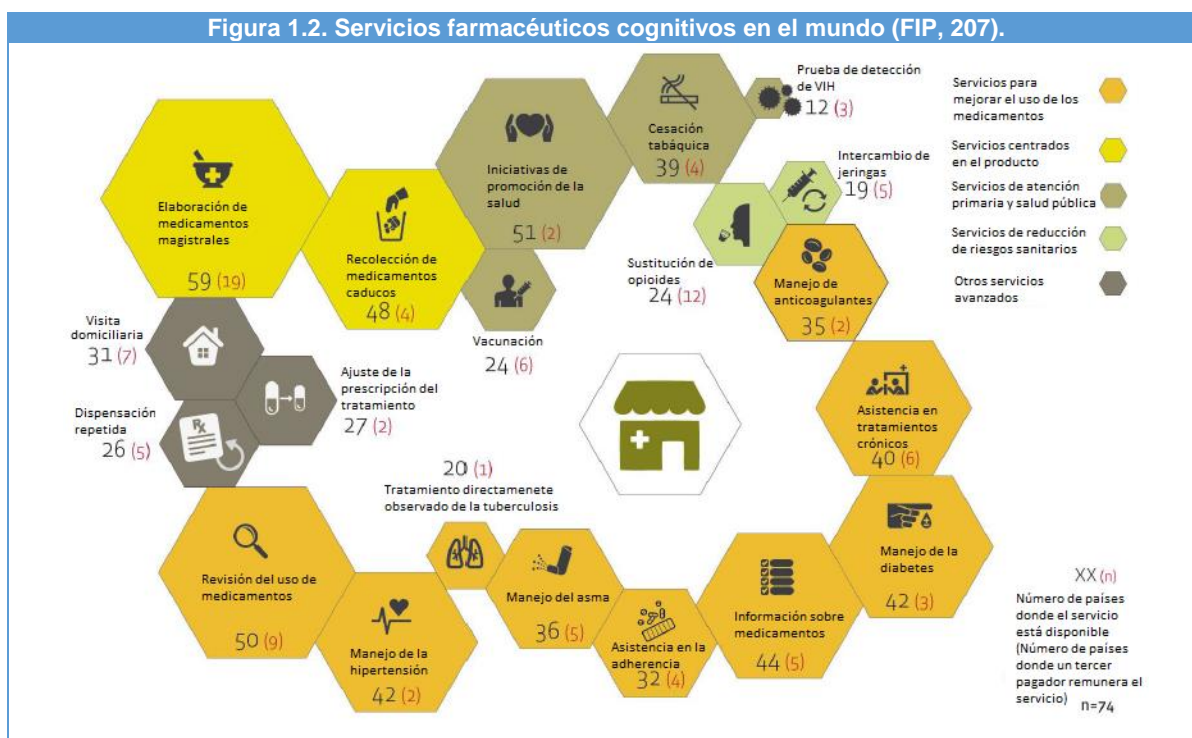 Figura 1.2. Servicios farmacéuticos cognitivos en el mundo (FIP, 207).
Elaboración de
medicamentos
magistrales
59 (19)
Recolección de
medicamentos
caducos
48 (4)
Iniciativas de
promoción de la
salud
51 (2)
Cesación
tabáquica
39 (4)
Prueba de detección
de VIH
12 (3)
Servicios para
mejorar el uso de los
medicamentos
Servicios centrados
en el producto
Servicios de atención
primaria y salud pública
Servicios de reducción
de riesgos sanitarios
Otros servicios
avanzados
Intercambio de
jeringas
19 (5)
Sustitución de
opioides
24 (12)
Manejo de
anticoagulantes
35 (2)
Vacunación
24 (6)
Visita
domiciliaria
31 (7)
Ajuste de la
prescripción del
tratamiento
27 (2)
Dispensación
repetida
26 (5)
Rx
Asistencia en
tratamientos
crónicos
40 (6)
20 (1)
Tratamiento directamenete
observado de la tuberculosis
Revisión del uso de
medicamentos
50 (9)
Manejo de la
hipertensión
42 (2)
Manejo del asma
36 (5)
Asistencia en la
adherencia
32 (4)
Información sobre
medicamentos
44 (5)
Manejo de la
diabetes
42 (3)
XX (n)
Número de países
donde el servicio
está disponible
(Número de países
donde un tercer
pagador remunera el
servicio)
n=74